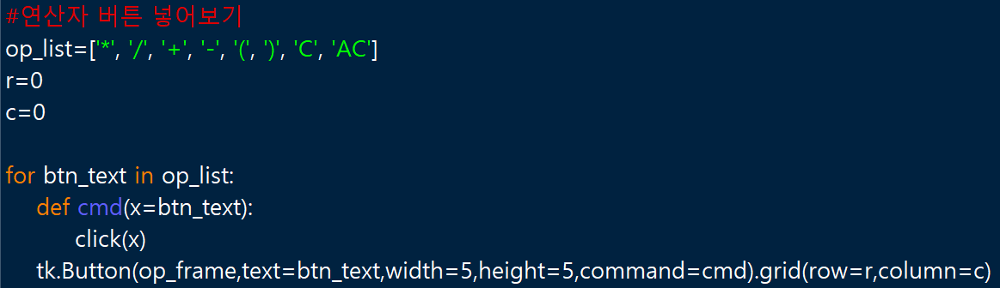 #연산자 버튼 넣어보기
op_list=['*', '/', '+', '-', '(', ')', 'C', 'AC']
r=0
c=0
for btn_text in op_list:
    def cmd(x=btn_text):
        click(x)
    tk.Button(op_frame,text=btn_text,width=5,height=5,command=cmd).grid(row=r,column=c)